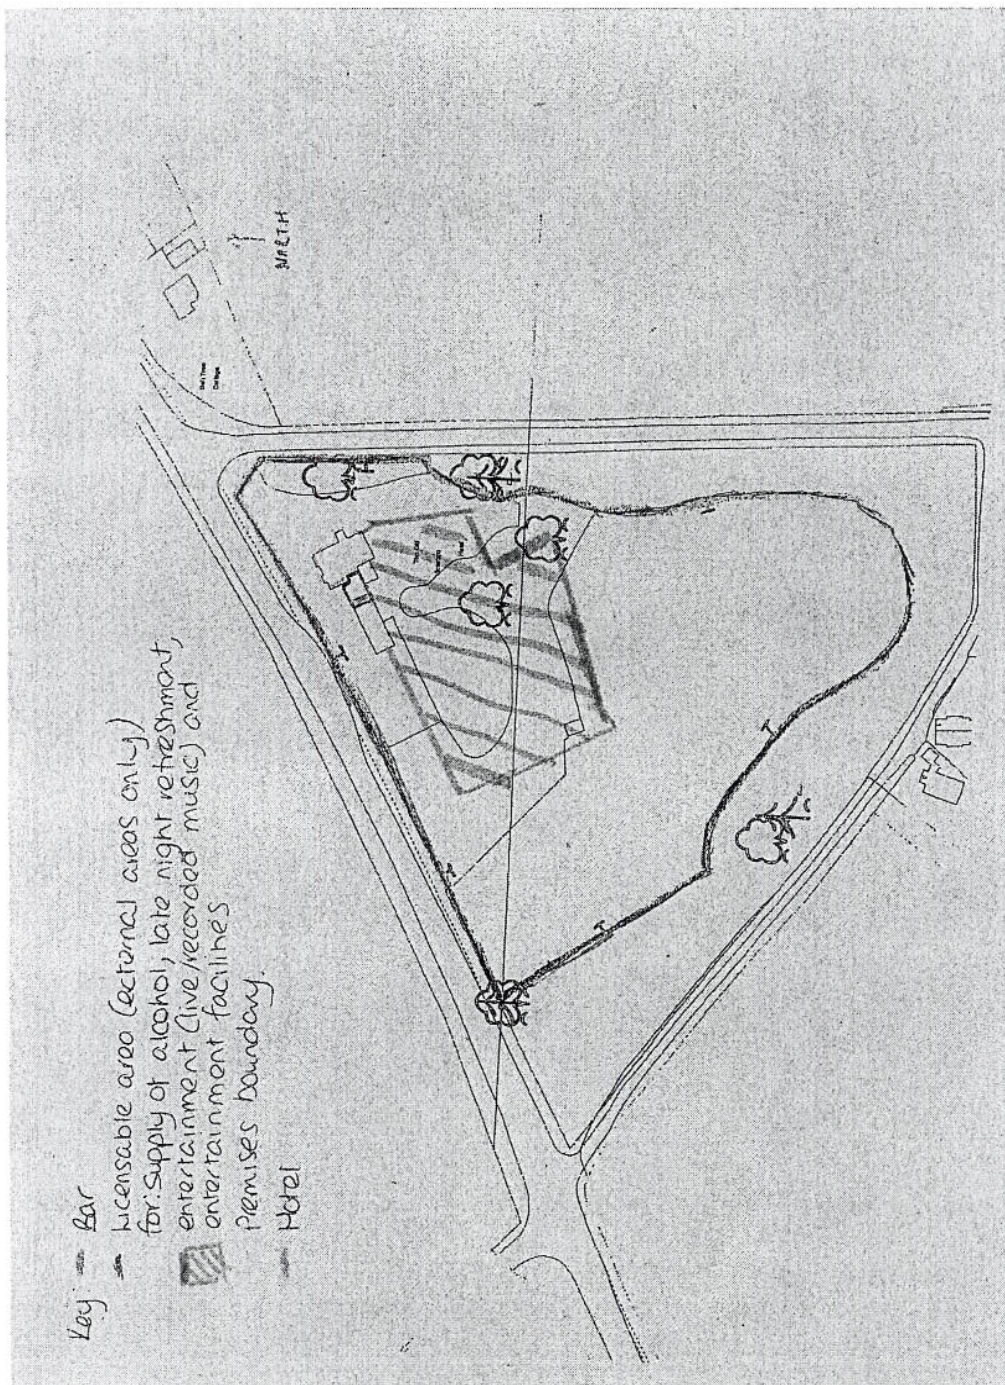 Key Bar
Licensable area (external areas only)
for: Supply of alcohol, late night refreshment,
entertainment (live/recorded music) and
entertainment facilities
Premises boundary.
Hotel
NORTH
Cottage